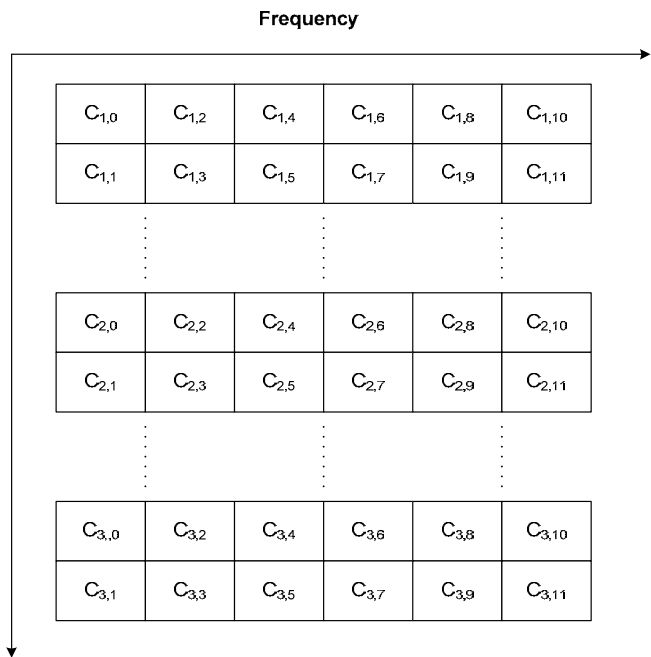 Frequency
C1,0 C1,2 C1,4 C1,6 C1,8 C1,10
C1,1 C1,3 C1,5 C1,7 C1,9 C1,11
C2,0 C2,2 C2,4 C2,6 C2,8 C2,10
C2,1 C2,3 C2,5 C2,7 C2,9 C2,11
C3,,0 C3,2 C3,4 C3,6 C3,8 C3,10
C3,1 C3,3 C3,5 C3,7 C3,9 C3,11